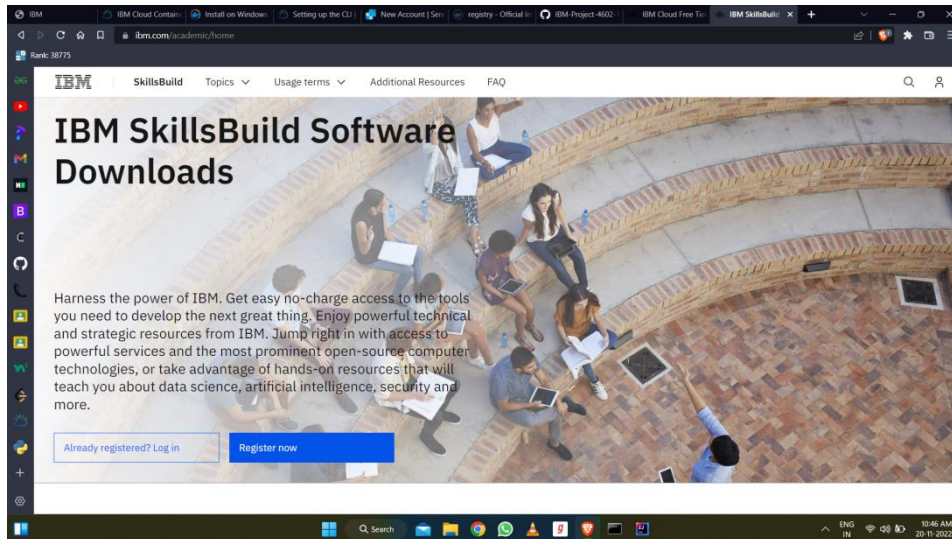 IBM
IBM Cloud Contain
Install on Windows
Setting up the CLI
New Account | Serv
registry - Official Im
IBM-Project-4602-
IBM Cloud Free Tie
IBM SkillsBuild
ibm.com/academic/home
Rank: 38775
IBM
SkillsBuild
Topics
Usage terms
Additional Resources
FAQ
IBM SkillsBuild Software
Downloads
Harness the power of IBM. Get easy no-charge access to the tools
you need to develop the next great thing. Enjoy powerful technical
and strategic resources from IBM. Jump right in with access to
powerful services and the most prominent open-source computer
technologies, or take advantage of hands-on resources that will
teach you about data science, artificial intelligence, security and
more.
Already registered? Log in
Register now
Search
ENG
IN
10:46 AM
20-11-2022